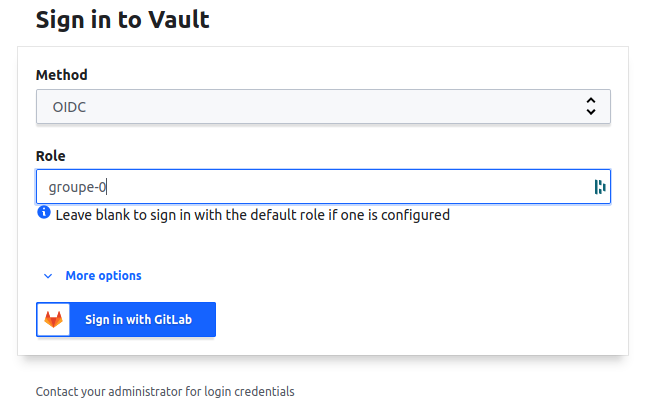 Sign in to Vault
Method
OIDC
Role
groupe-0
Leave blank to sign in with the default role if one is configured
More options
Sign in with GitLab
Contact your administrator for login credentials